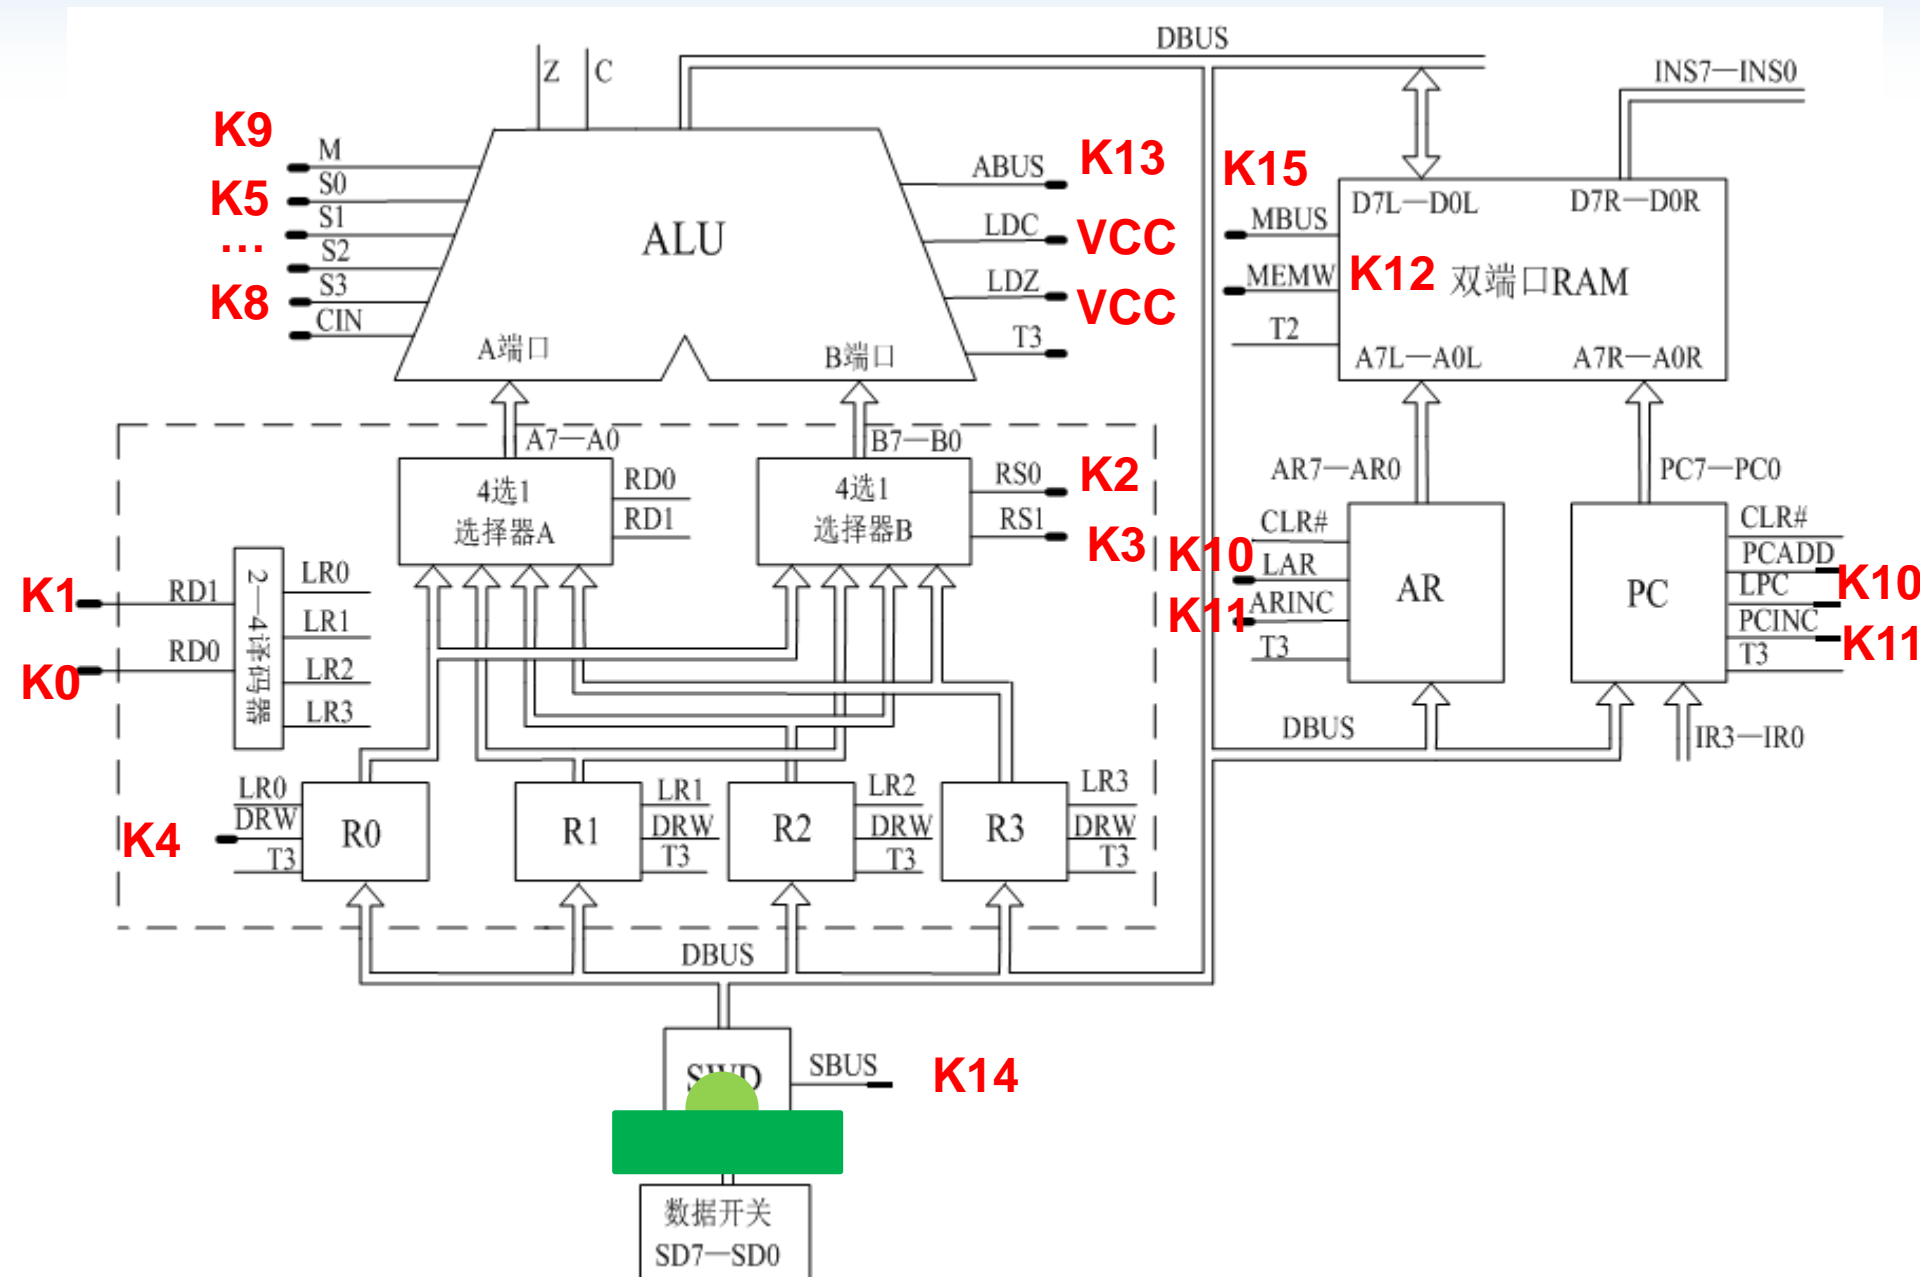 DBUS
INS7—INS0
Z
C
K9
M
K5
S0
S1
...
S2
K8
S3
CIN
ALU
A端口
B端口
ABUS
K13
LDC
VCC
LDZ
VCC
T3
K15
MBUS
MEMW
K12
T2
D7L—D0L
D7R—D0R
双端口RAM
A7L—A0L
A7R—A0R
A7—A0
B7—B0
4选1
选择器A
RD0
RD1
4选1
选择器B
RS0
K2
RS1
K3
AR7—AR0
PC7—PC0
CLR#
K10
LAR
K11
ARINC
T3
AR
PC
CLR#
PCADD
K10
LPC
PCINC
K11
T3
K1
RD1
K0
RD0
2—4译码器
LR0
LR1
LR2
LR3
DBUS
IR3—IR0
LR0
DRW
K4
T3
R0
R1
LR1
DRW
T3
R2
LR2
DRW
T3
R3
LR3
DRW
T3
DBUS
SWD
SBUS
K14
数据开关
SD7—SD0